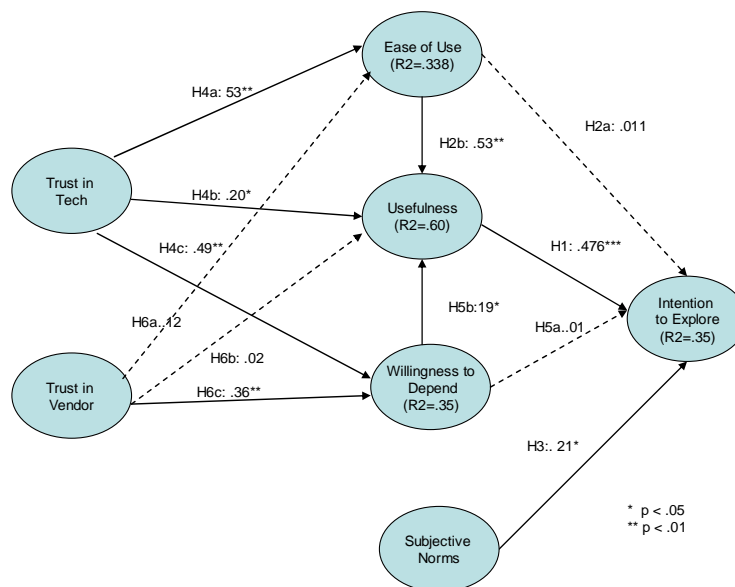 Ease of Use
(R2=.338)
H4a: 53**
H2a: .011
H2b: .53**
Trust in
Tech
H4b: .20*
Usefulness
(R2=.60)
H4c: .49**
H1: .476***
Intention
to Explore
(R2=.35)
H5b:19*
H6a..12
H5a..01
H6b: .02
Trust in
Vendor
Willingness to
Depend
(R2=.35)
H6c: .36**
H3:. 21*
* p < .05
** p < .01
Subjective
Norms